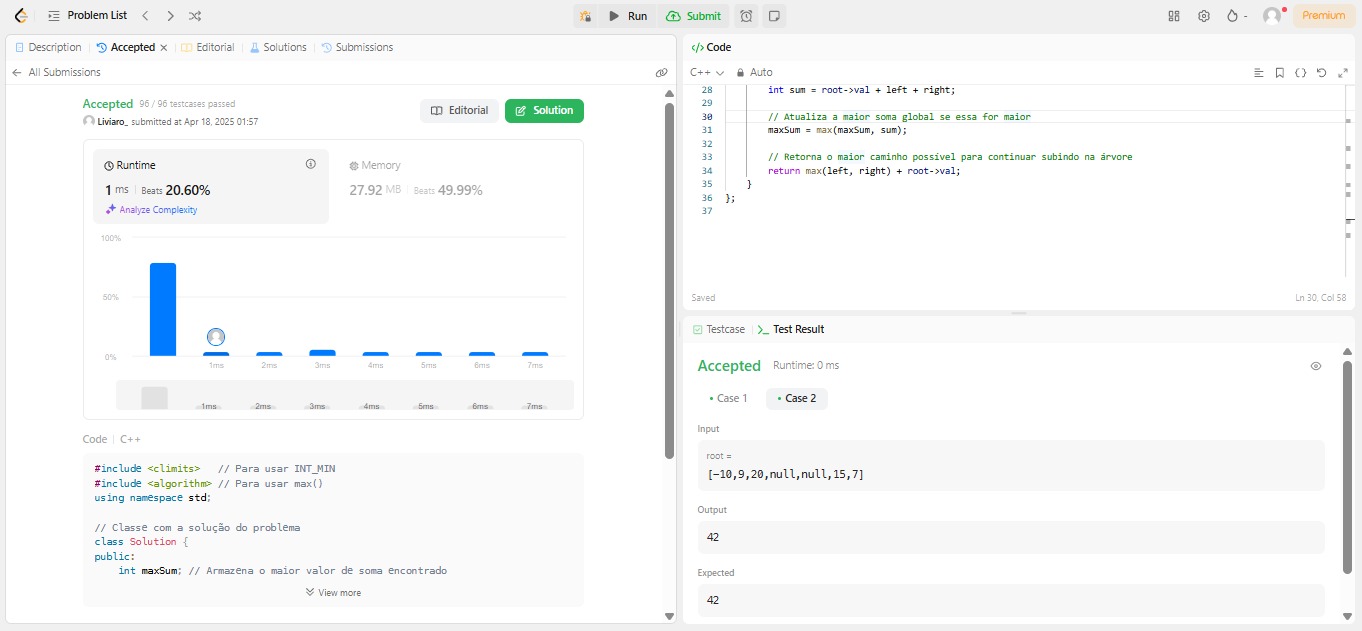 Problem List
Run
Submit
-
Premium
Description
Accepted
Editorial
Solutions
Submissions
All Submissions
Accepted 96 / 96 testcases passed
Liviaro_ submitted at Apr 18, 2025 01:57
Editorial
Solution
Runtime
1 ms Beats 20.60%
Analyze Complexity
Memory
27.92 MB Beats 49.99%
100%
50%
0%
1ms 2ms 3ms 4ms 5ms 6ms 7ms
1ms 2ms 3ms 4ms 5ms 6ms 7ms
Code C++
#include <climits>   // Para usar INT_MIN
#include <algorithm> // Para usar max()
using namespace std;
// Classe com a solução do problema
class Solution {
public:
    int maxSum; // Armazena o maior valor de soma encontrado
View more
</> Code
C++ Auto
28 int sum = root->val + left + right;
29
30 // Atualiza a maior soma global se essa for maior
31 maxSum = max(maxSum, sum);
32
33 // Retorna o maior caminho possível para continuar subindo na árvore
34 return max(left, right) + root->val;
35 }
36 };
37
Saved
Ln 30, Col 58
Testcase
Test Result
Accepted Runtime: 0 ms
• Case 1
• Case 2
Input
root =
[-10,9,20,null,null,15,7]
Output
42
Expected
42